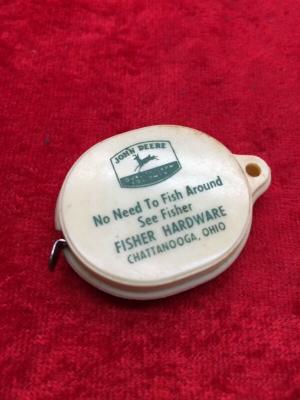 JOHN DEERE
No Need To Fish Around
See Fisher
FISHER HARDWARE
CHATTANOOGA, OHIO